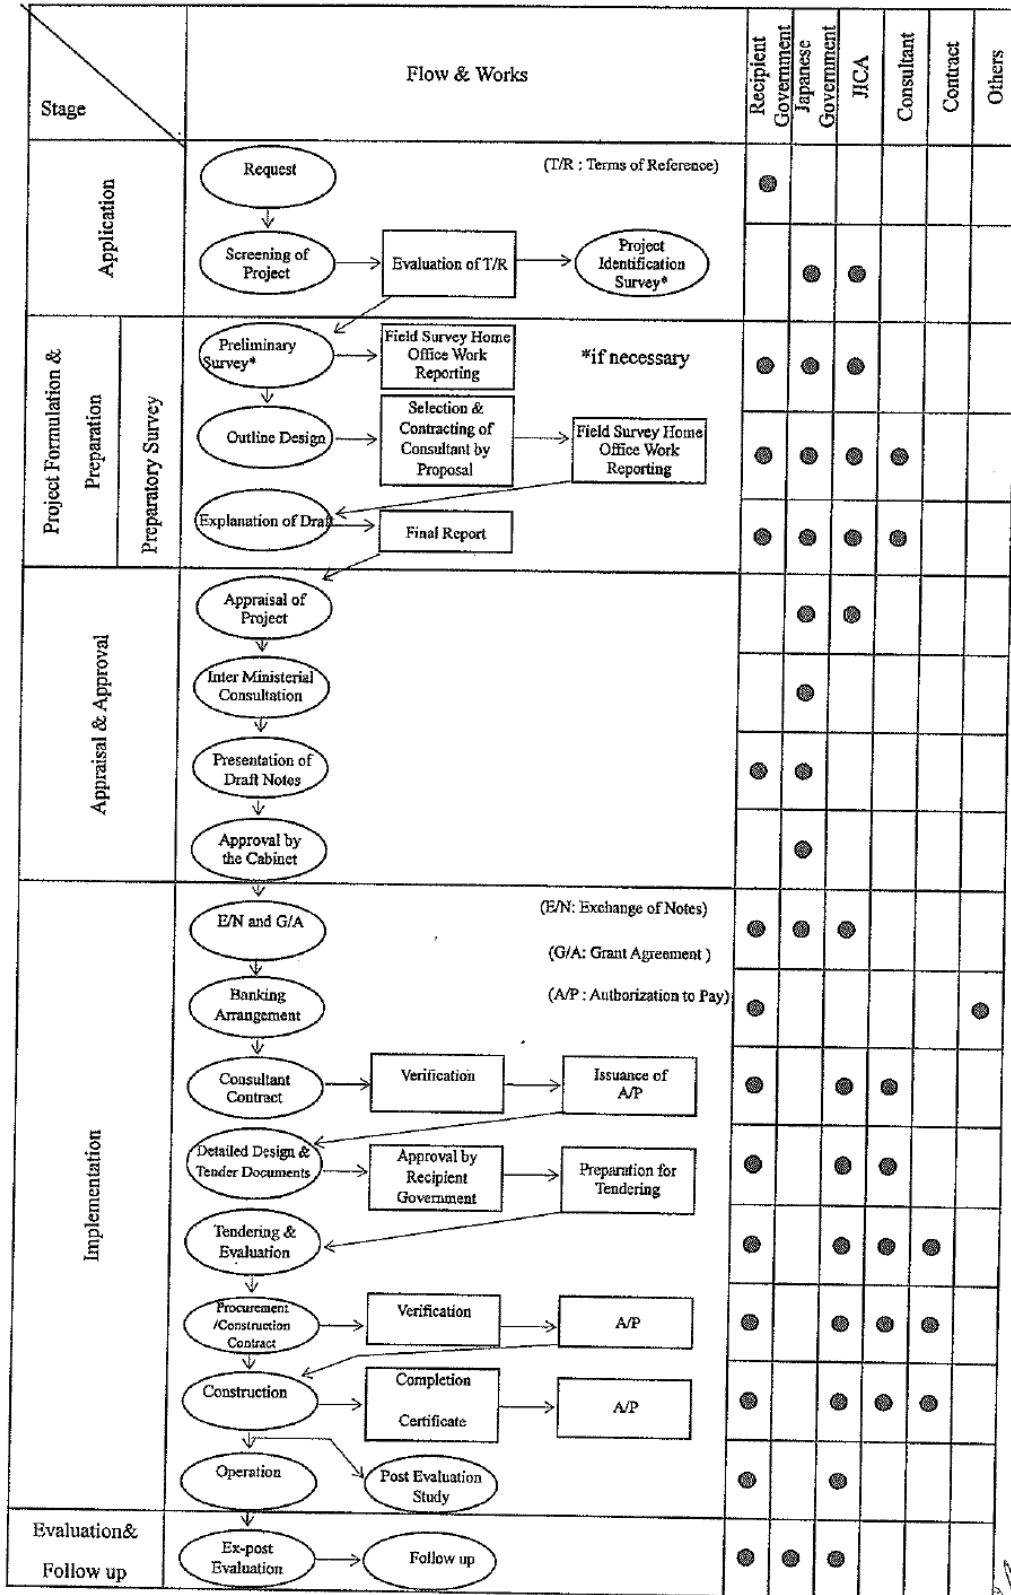 Stage
Flow & Works
Recipient
Government
Japanese
Government
JICA
Consultant
Contract
Others
Application
Request
(T/R : Terms of Reference)
Screening of
Project
Evaluation of T/R
Project
Identification
Survey*
Project Formulation &
Preparation
Preparatory Survey
Preliminary
Survey*
Field Survey Home
Office Work
Reporting
*if necessary
Outline Design
Selection &
Contracting of
Consultant by
Proposal
Field Survey Home
Office Work
Reporting
Explanation of Draft
Final Report
Appraisal & Approval
Appraisal of
Project
Inter Ministerial
Consultation
Presentation of
Draft Notes
Approval by
the Cabinet
Implementation
E/N and G/A
(E/N: Exchange of Notes)
(G/A: Grant Agreement )
(A/P : Authorization to Pay)
Banking
Arrangement
Consultant
Contract
Verification
Issuance of
A/P
Detailed Design &
Tender Documents
Approval by
Recipient
Government
Preparation for
Tendering
Tendering &
Evaluation
Procurement
/Construction
Contract
Verification
A/P
Construction
Completion
Certificate
A/P
Operation
Post Evaluation
Study
Evaluation&
Follow up
Ex-post
Evaluation
Follow up